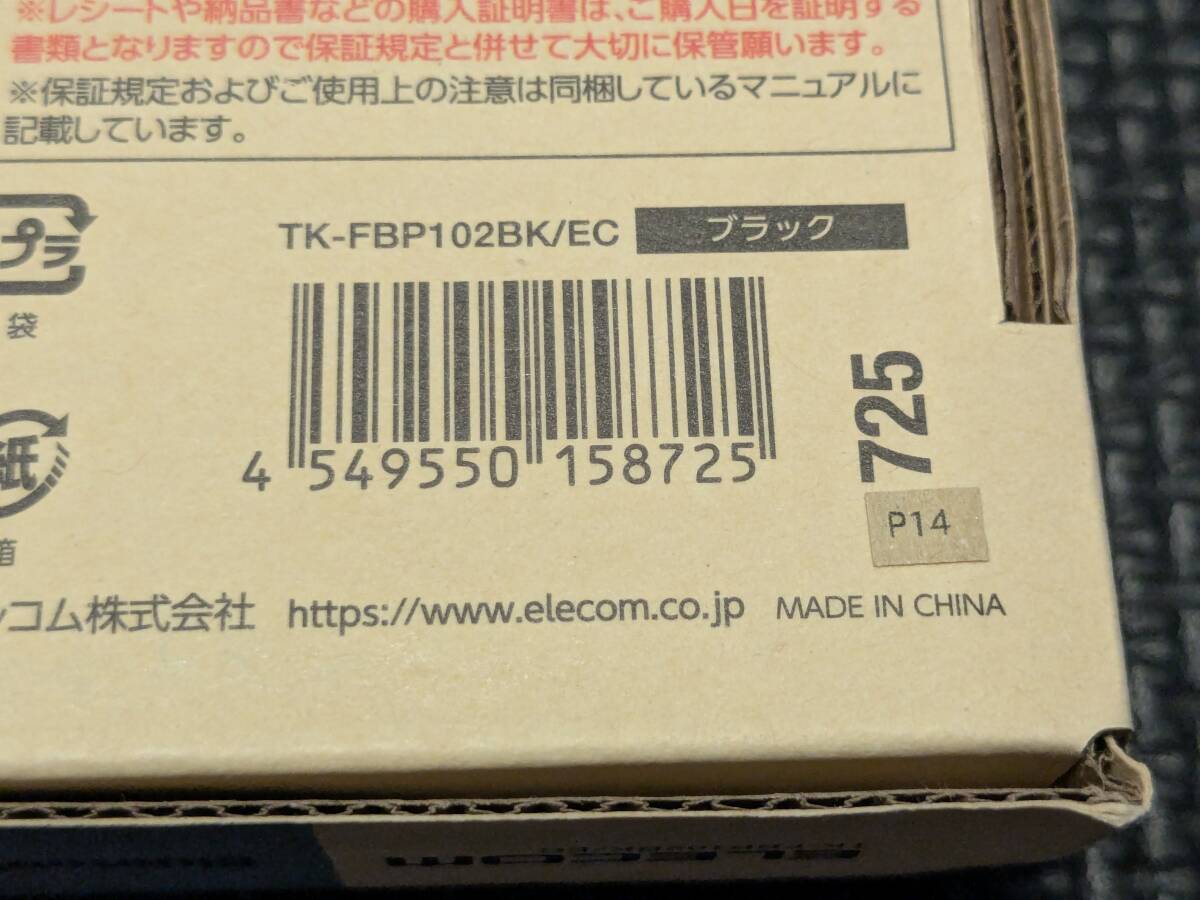 ※レシートや納品書などの購入証明書は、ご購入日を証明する
書類となりますので保証規定と併せて大切に保管願います。
※保証規定およびご使用上の注意は同梱しているマニュアルに
記載しています。
プラ
袋
TK-FBP102BK/EC ブラック
4 549550 158725
725
P14
紙
箱
コム株式会社 https://www.elecom.co.jp MADE IN CHINA